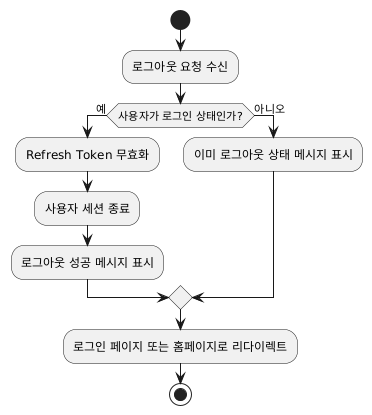 로그아웃 요청 수신
예
사용자가 로그인 상태인가?
아니오
Refresh Token 무효화
이미 로그아웃 상태 메시지 표시
사용자 세션 종료
로그아웃 성공 메시지 표시
로그인 페이지 또는 홈페이지로 리다이렉트